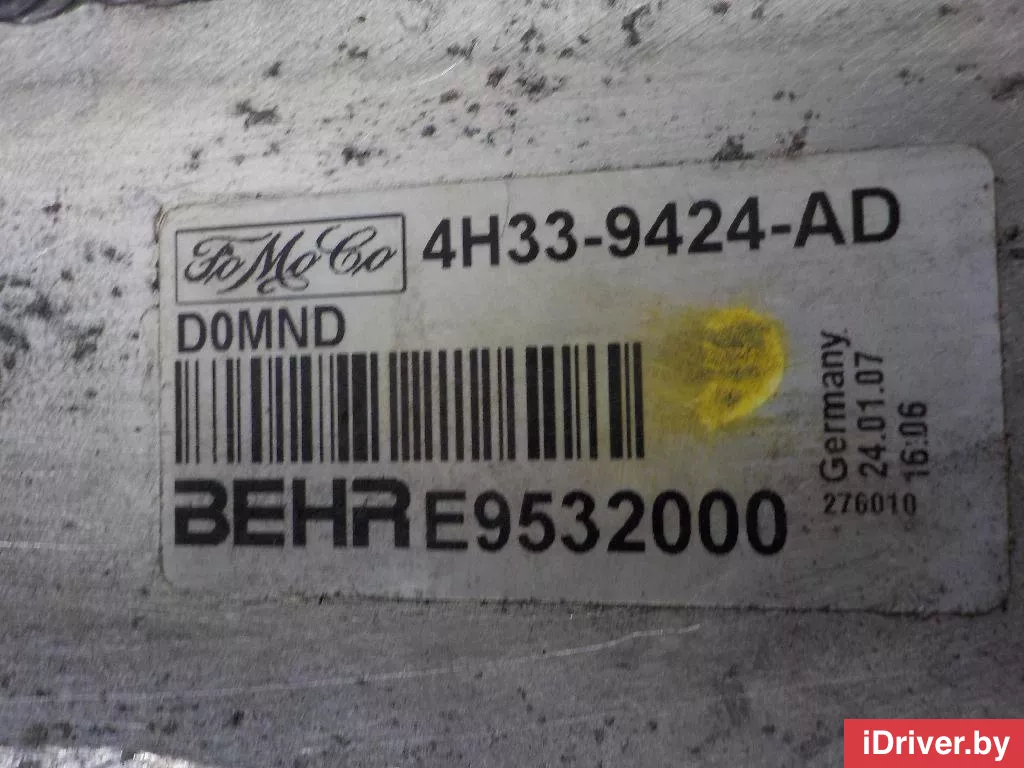 FoMoCo 4H33-9424-AD
D0MND
BEHR E9532000
Germany
24.01.07
16:06
276010
iDriver.by